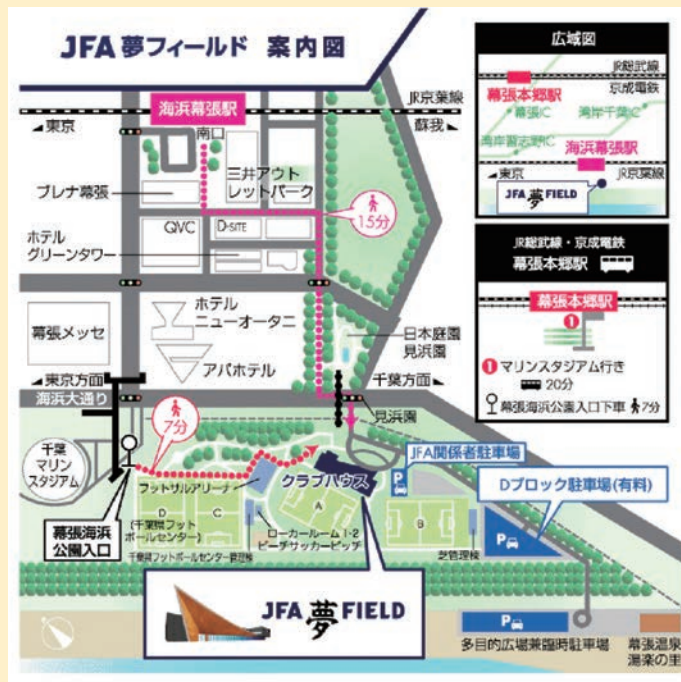 JFA 夢フィールド 案内図
JR京葉線
海浜幕張駅
◢東京
蘇我◣
南口
三井アウト
レットパーク
プレナ幕張
15分
QVC
D-SITE
ホテル
グリーンタワー
ホテル
ニューオータニ
幕張メッセ
アパホテル
日本庭園
見浜園
◢東京方面
千葉方面◣
海浜大通り
見浜園
7分
千葉
マリン
スタジアム
JFA関係者駐車場
クラブハウス
フットサルアリーナ
Dブロック駐車場(有料)
P
D
C
A
B
P
(千葉県フット
ボールセンター)
幕張海浜
公園入口
ローカールーム1・2
ビーチサッカーピッチ
千葉県フットボールセンター管理棟
芝管理棟
JFA 夢 FIELD
P
多目的広場兼臨時駐車場
幕張温泉
湯楽の里
広域図
JR総武線
京成電鉄
幕張本郷駅
幕張IC
湾岸千葉IC
湾岸習志野IC
海浜幕張駅
◢東京
JR京葉線
JFA 夢 FIELD
JR総武線・京成電鉄
幕張本郷駅
幕張本郷駅
1
1 マリンスタジアム行き
20分
幕張海浜公園入口下車 7分